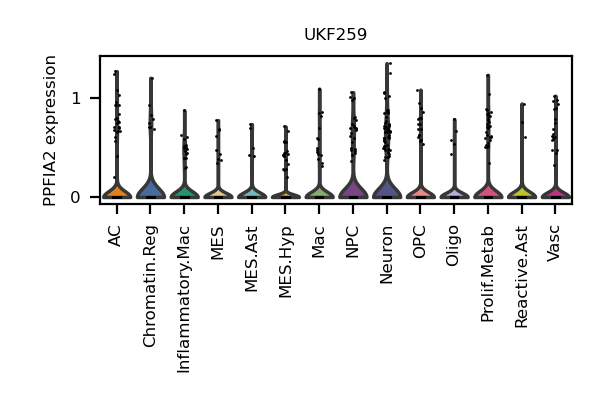 UKF259
PPFIA2 expression
1
0
AC
Chromatin.Reg
Inflammatory.Mac
MES
MES.Ast
MES.Hyp
Mac
NPC
Neuron
OPC
Oligo
Prolif.Metab
Reactive.Ast
Vasc